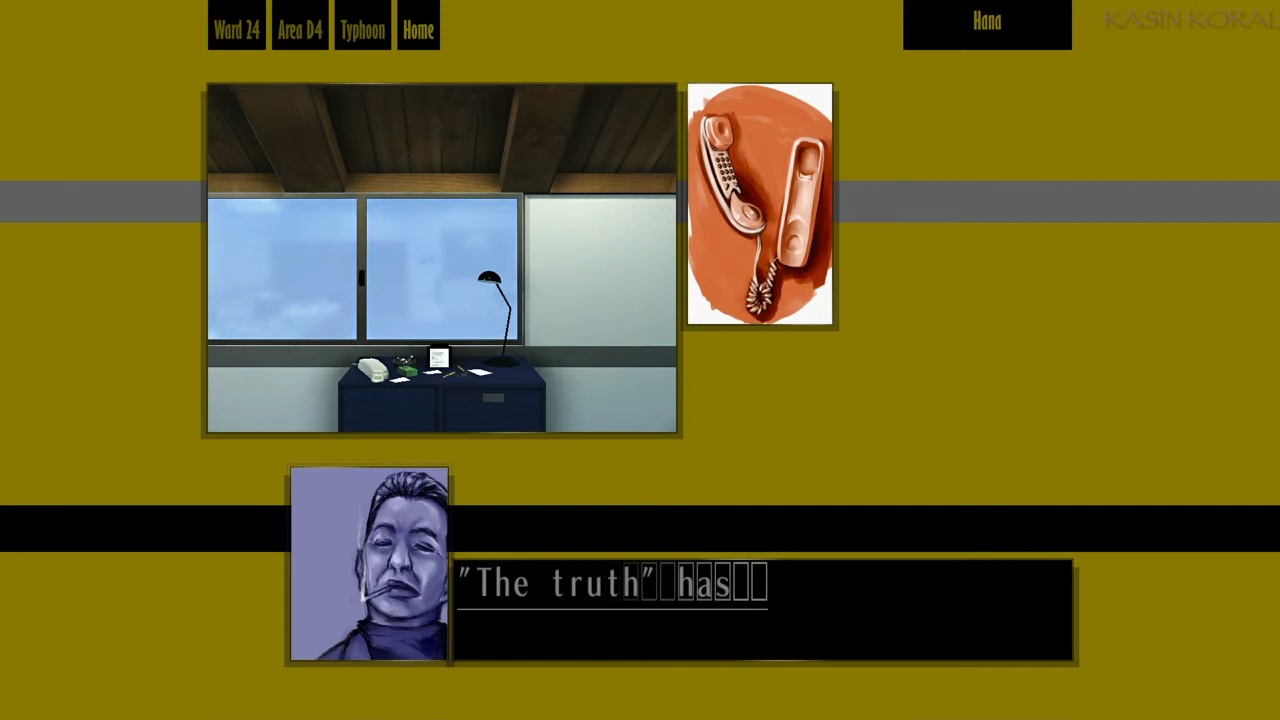 Ward 24
Area D4
Typhoon
Home
Hana
KASIN KORAL
"The truth" has